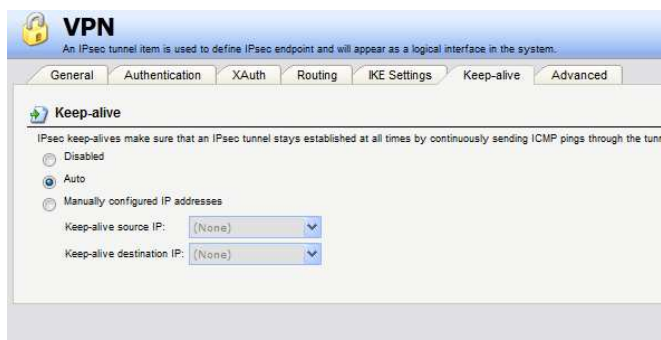 VPN
An IPsec tunnel item is used to define IPsec endpoint and will appear as a logical interface in the system.
General Authentication XAuth Routing IKE Settings Keep-alive Advanced
Keep-alive
IPsec keep-alives make sure that an IPsec tunnel stays established at all times by continuously sending ICMP pings through the tunn
Disabled
Auto
Manually configured IP addresses
Keep-alive source IP: (None)
Keep-alive destination IP: (None)